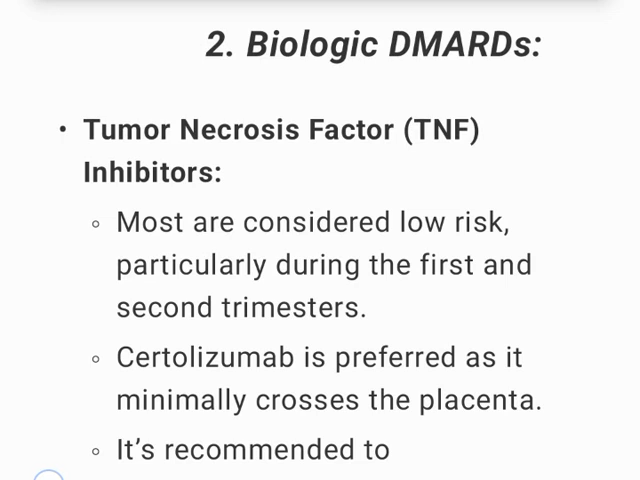 2. Biologic DMARDs:
• Tumor Necrosis Factor (TNF)
Inhibitors:
◦ Most are considered low risk,
particularly during the first and
second trimesters.
◦ Certolizumab is preferred as it
minimally crosses the placenta.
◦ It’s recommended to